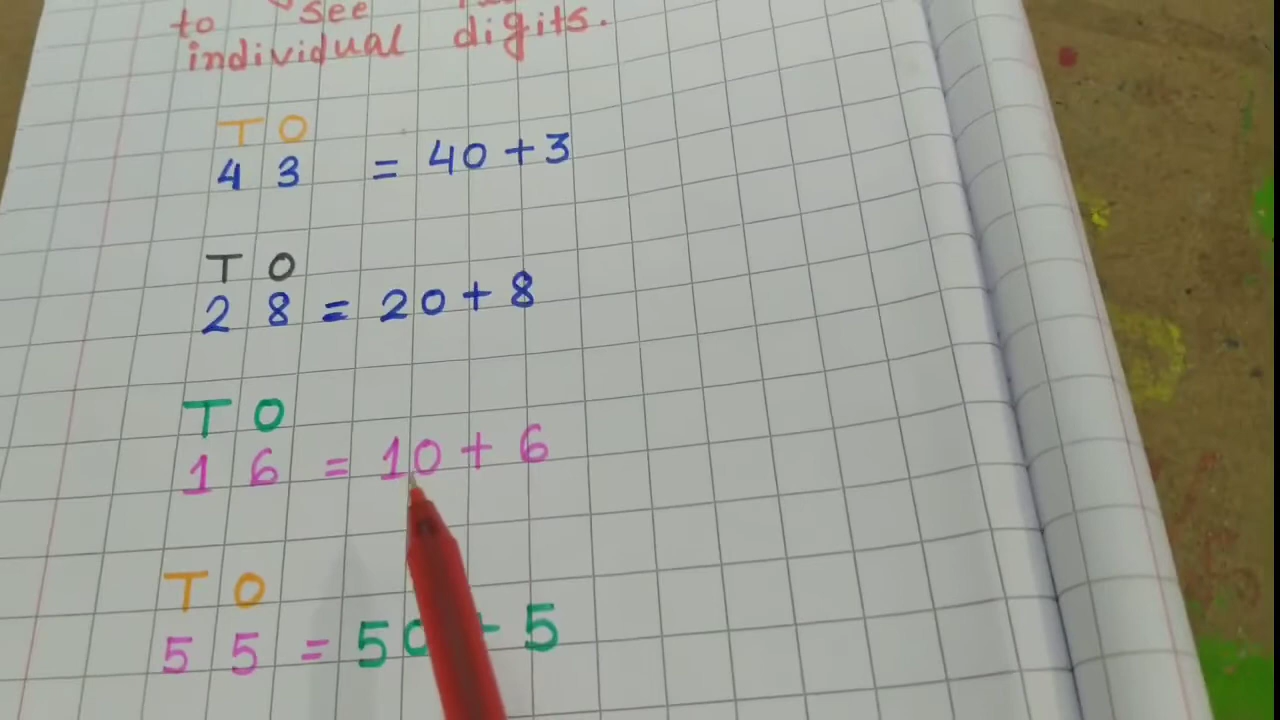 to see
individual digits.
T O
4 3 = 40 + 3
T O
2 8 = 20 + 8
T O
1 6 = 10 + 6
T O
5 5 = 50 + 5